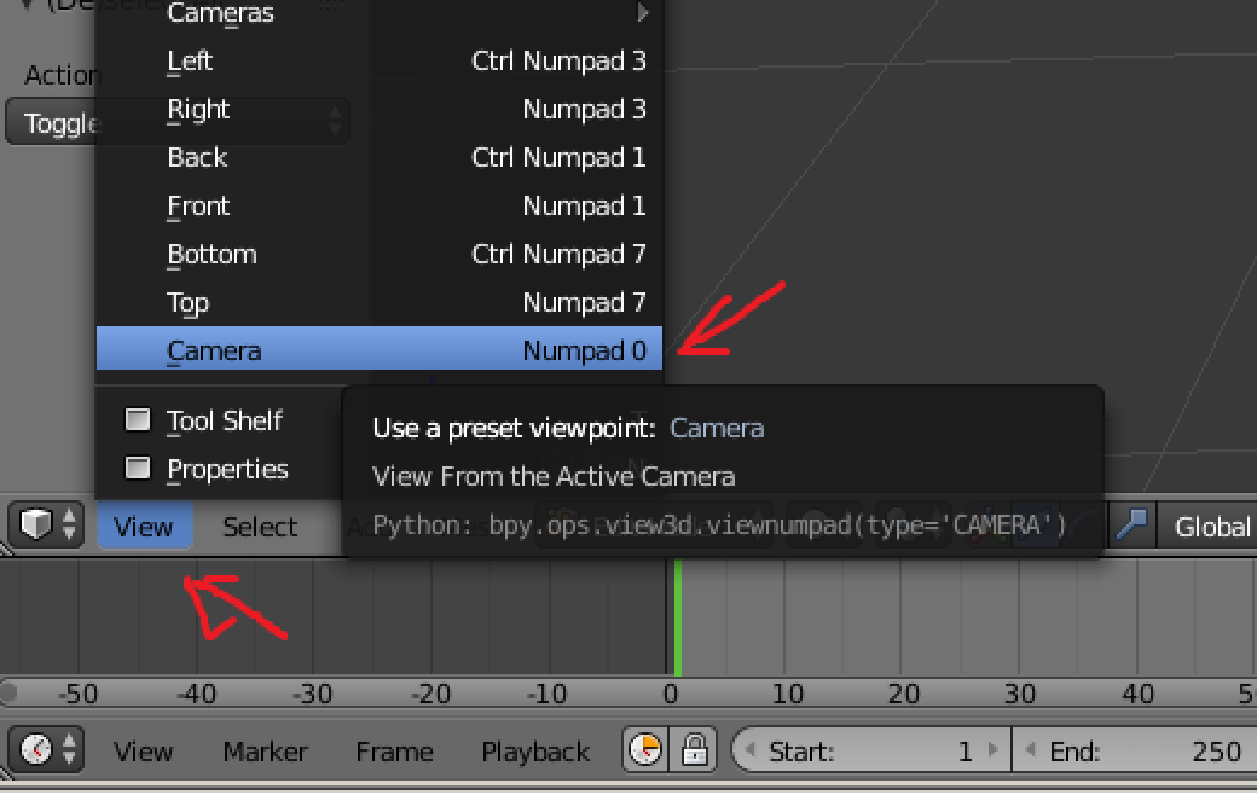 (De)select All
Cameras
Action
Left Ctrl Numpad 3
Right Numpad 3
Toggle
Back Ctrl Numpad 1
Front Numpad 1
Bottom Ctrl Numpad 7
Top Numpad 7
Camera Numpad 0
Tool Shelf T
Use a preset viewpoint: Camera
Properties N
View From the Active Camera
View Select
Python: bpy.ops.view3d.viewnumpad(type='CAMERA')
Global
-50 -40 -30 -20 -10 0 10 20 30 40 5
View Marker Frame Playback Start: 1 End: 250